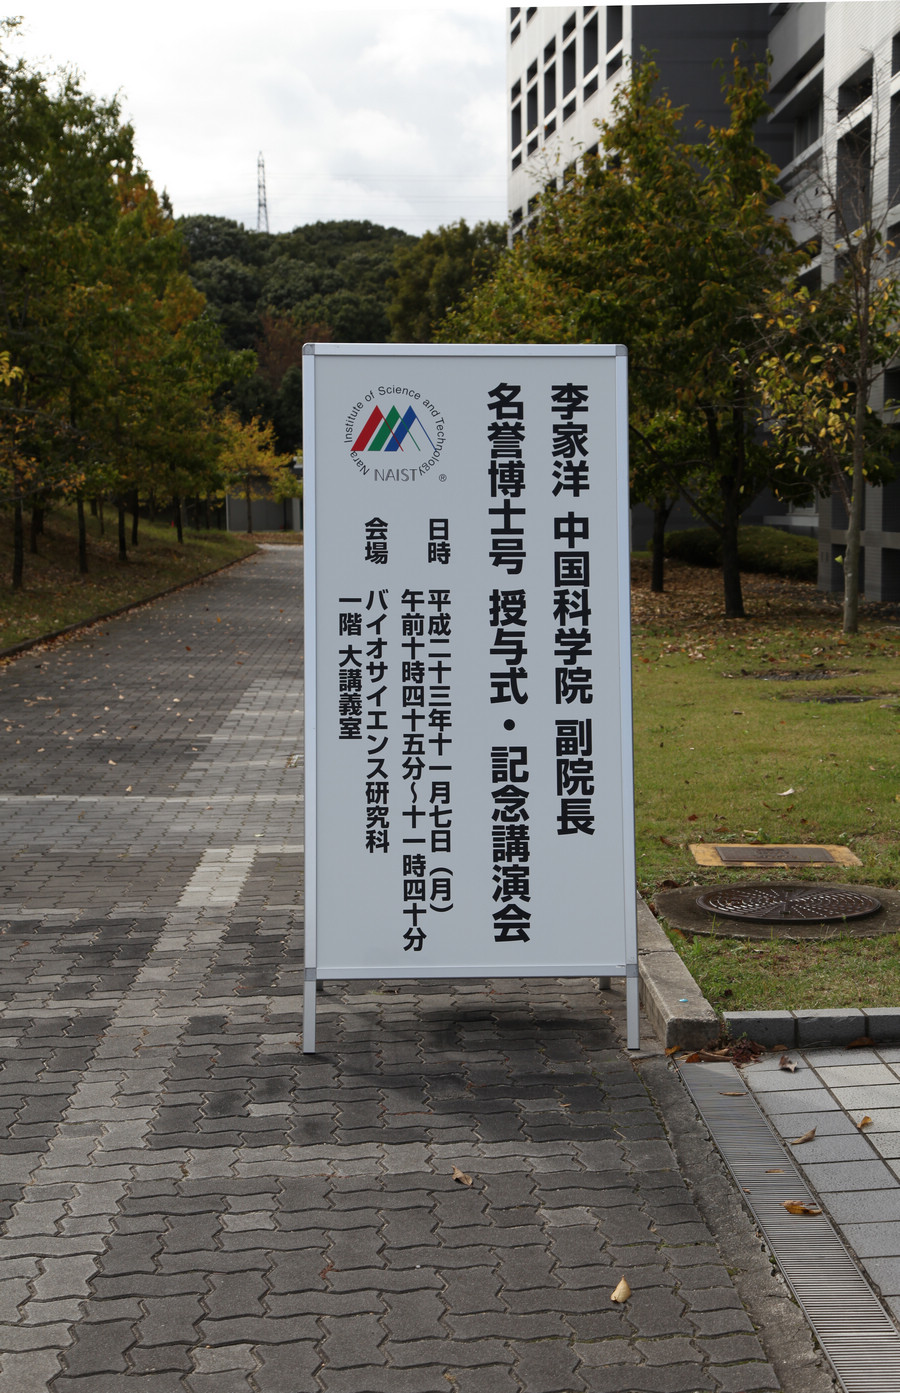 李家洋 中国科学院 副院長
名誉博士号 授与式・記念講演会
Nara Institute of Science and Technology
NAIST®
日時 平成二十三年十一月七日(月)
午前十時四十五分~十一時四十分
会場 バイオサイエンス研究科
一階 大講義室